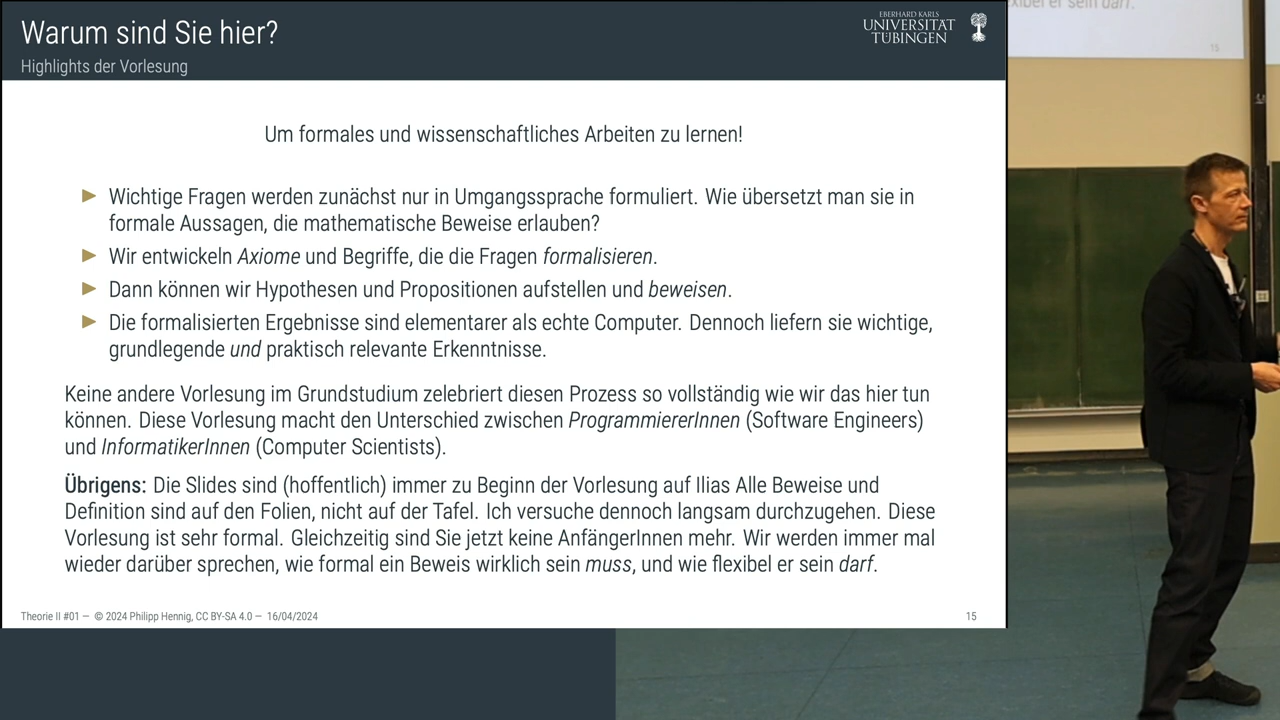 Warum sind Sie hier?
Highlights der Vorlesung
EBERHARD KARLS
UNIVERSITÄT
TÜBINGEN
Um formales und wissenschaftliches Arbeiten zu lernen!
Wichtige Fragen werden zunächst nur in Umgangssprache formuliert. Wie übersetzt man sie in
formale Aussagen, die mathematische Beweise erlauben?
Wir entwickeln Axiome und Begriffe, die die Fragen formalisieren.
Dann können wir Hypothesen und Propositionen aufstellen und beweisen.
Die formalisierten Ergebnisse sind elementarer als echte Computer. Dennoch liefern sie wichtige,
grundlegende und praktisch relevante Erkenntnisse.
Keine andere Vorlesung im Grundstudium zelebriert diesen Prozess so vollständig wie wir das hier tun
können. Diese Vorlesung macht den Unterschied zwischen ProgrammiererInnen (Software Engineers)
und InformatikerInnen (Computer Scientists).
Übrigens: Die Slides sind (hoffentlich) immer zu Beginn der Vorlesung auf Ilias Alle Beweise und
Definition sind auf den Folien, nicht auf der Tafel. Ich versuche dennoch langsam durchzugehen. Diese
Vorlesung ist sehr formal. Gleichzeitig sind Sie jetzt keine AnfängerInnen mehr. Wir werden immer mal
wieder darüber sprechen, wie formal ein Beweis wirklich sein muss, und wie flexibel er sein darf.
Theorie II #01 — © 2024 Philipp Hennig, CC BY-SA 4.0 — 16/04/2024
15
er sein darf.
15